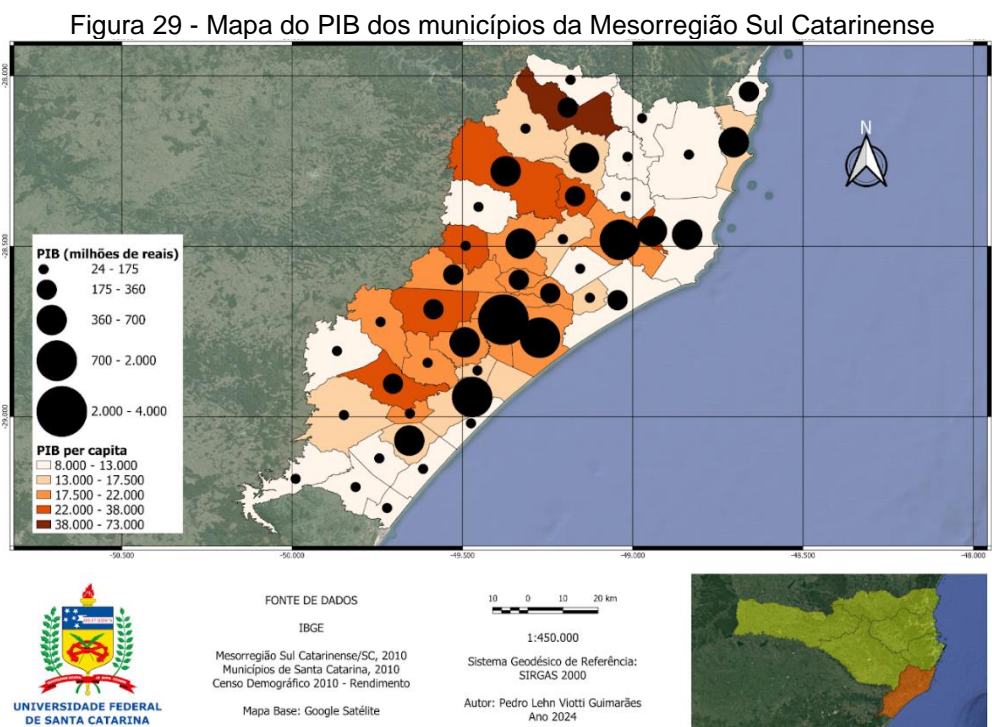 Figura 29 - Mapa do PIB dos municípios da Mesorregião Sul Catarinense
-28.000
-28.500
-29.000
-28.000
-28.500
-29.000
N
PIB (milhões de reais)
24 - 175
175 - 360
360 - 700
700 - 2.000
2.000 - 4.000
PIB per capita
8.000 - 13.000
13.000 - 17.500
17.500 - 22.000
22.000 - 38.000
38.000 - 73.000
-50.500
-50.000
-49.500
-49.000
-48.500
-48.000
UNIVERSIDADE FEDERAL
DE SANTA CATARINA
FONTE DE DADOS
IBGE
Mesorregião Sul Catarinense/SC, 2010
Municípios de Santa Catarina, 2010
Censo Demográfico 2010 - Rendimento
Mapa Base: Google Satélite
10 0 10 20 km
1:450.000
Sistema Geodésico de Referência:
SIRGAS 2000
Autor: Pedro Lehn Viotti Guimarães
Ano 2024